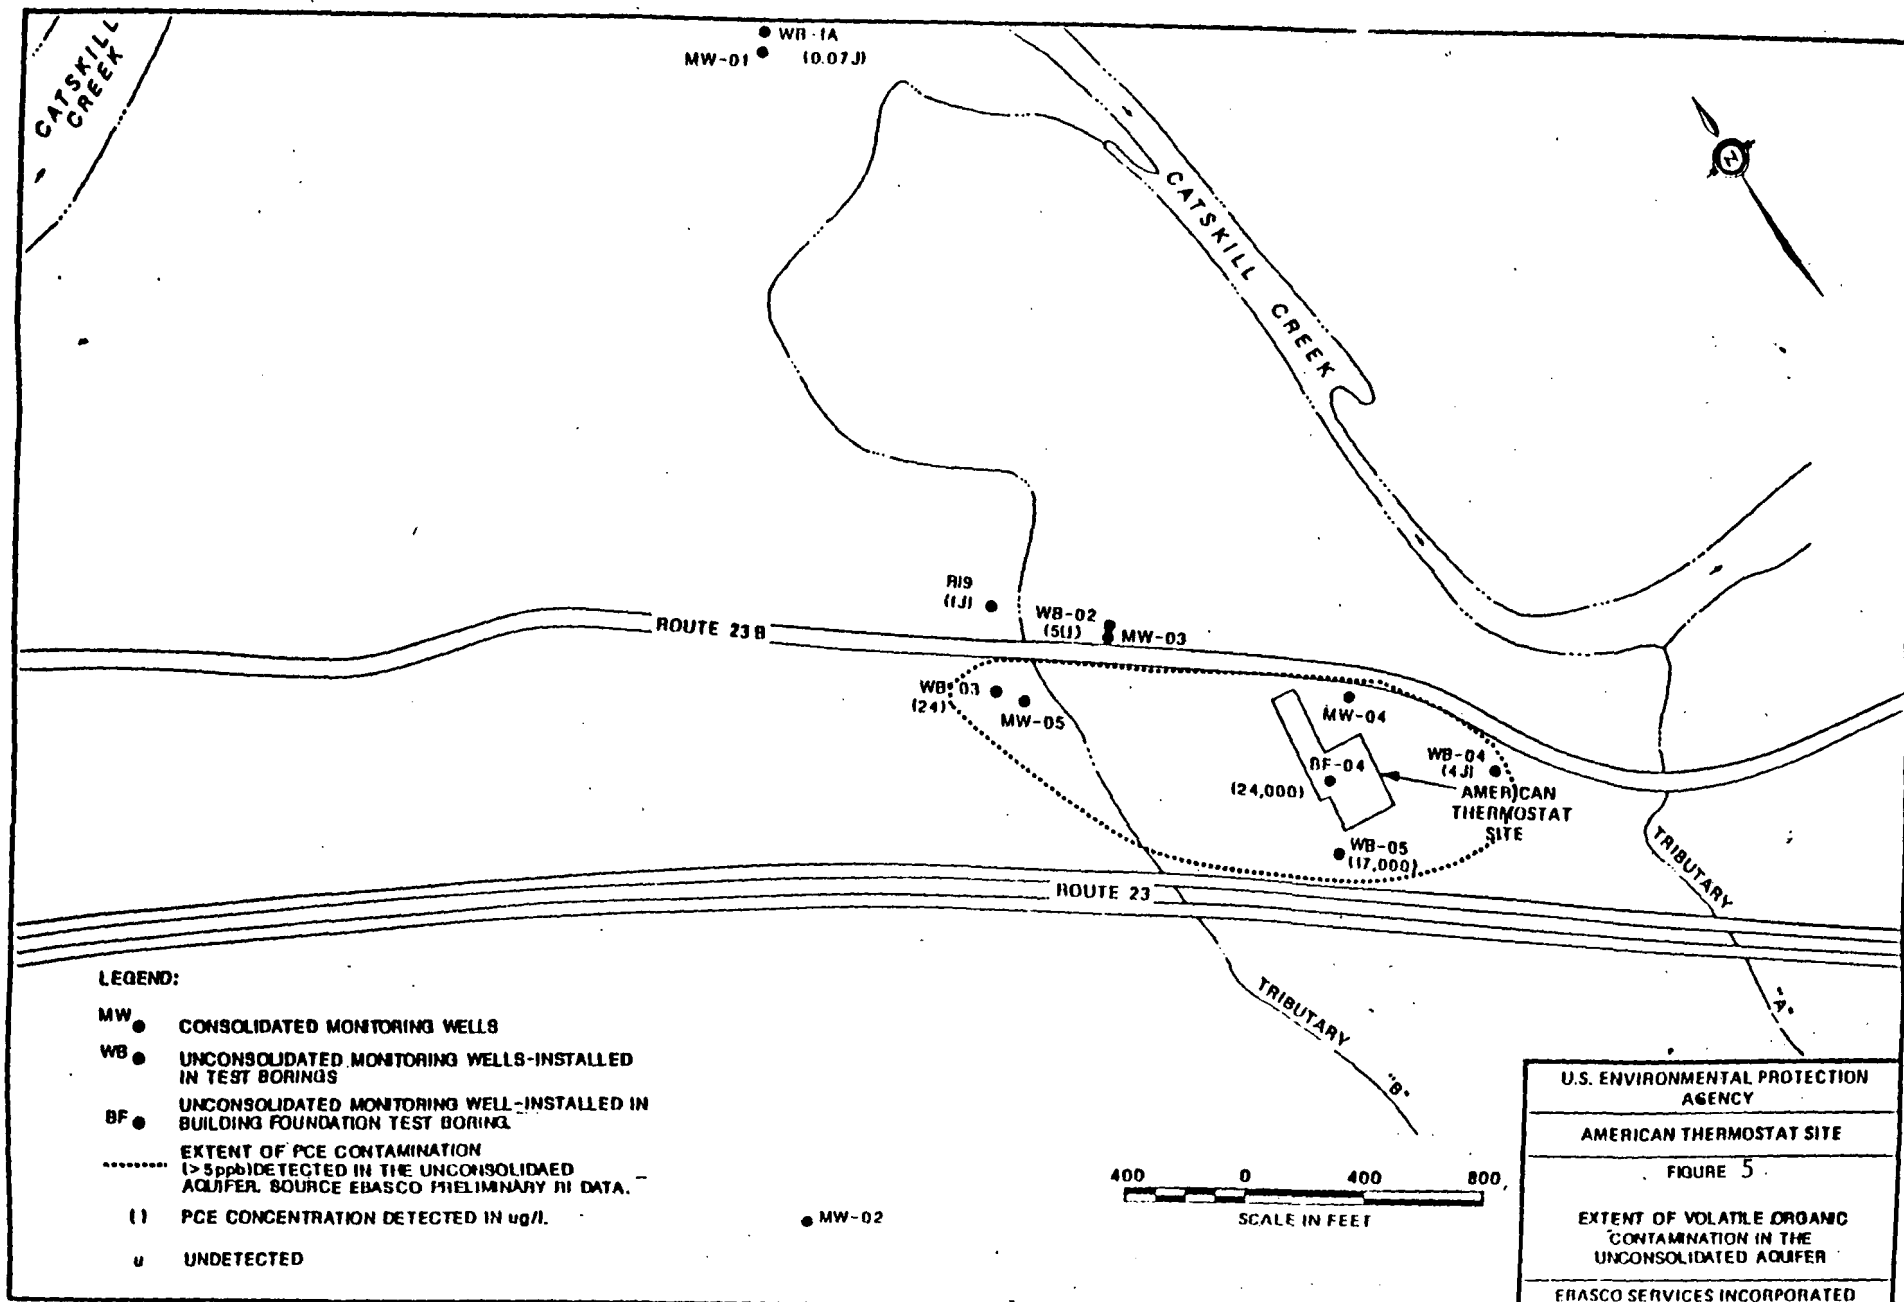 CATSKILL
CREEK
WB-1A
MW-01 (0.07J)
CATSKILL CREEK
N
R19
(1J)
WB-02
MW-03
ROUTE 23B
WB-03
(24)
MW-05
MW-04
WB-04
(4J)
BF-04
(24,000)
AMERICAN
THERMOSTAT
SITE
WB-05
(17,000)
TRIBUTARY
"A"
ROUTE 23
TRIBUTARY
"B"
LEGEND:
MW CONSOLIDATED MONITORING WELLS
WB UNCONSOLIDATED MONITORING WELLS-INSTALLED
IN TEST BORINGS
BF UNCONSOLIDATED MONITORING WELL-INSTALLED IN
BUILDING FOUNDATION TEST BORING.
EXTENT OF PCE CONTAMINATION
(>5ppb)DETECTED IN THE UNCONSOLIDAED
AQUIFER. SOURCE EBASCO PRELIMINARY RI DATA.
( ) PCE CONCENTRATION DETECTED IN ug/l.
u UNDETECTED
MW-02
400 0 400 800
SCALE IN FEET
U.S. ENVIRONMENTAL PROTECTION
AGENCY
AMERICAN THERMOSTAT SITE
FIGURE 5
EXTENT OF VOLATILE ORGANIC
CONTAMINATION IN THE
UNCONSOLIDATED AQUIFER
EBASCO SERVICES INCORPORATED